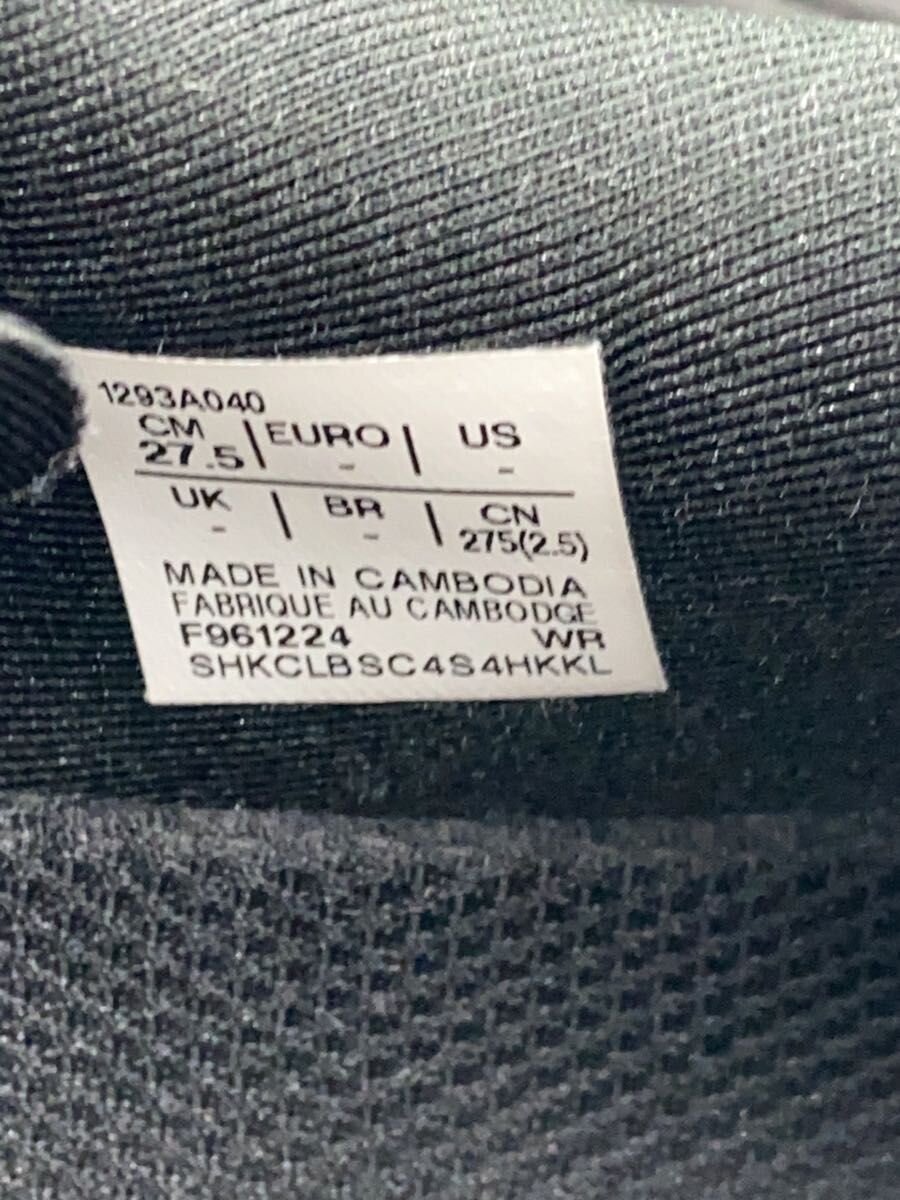 1293A040
CM | EURO | US
27.5 - -
UK | BR | CN
- - 275(2.5)
MADE IN CAMBODIA
FABRIQUE AU CAMBODGE
F961224 WR
SHKCLBSC4S4HKKL